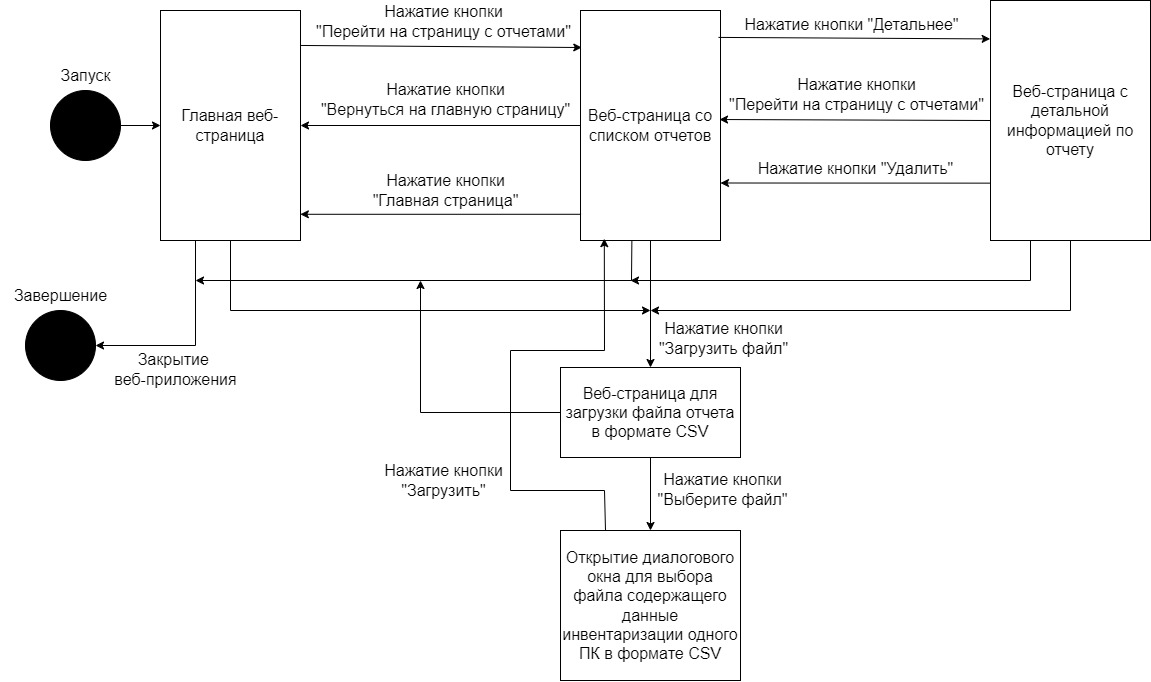 Нажатие кнопки
"Перейти на страницу с отчетами"
Нажатие кнопки "Детальнее"
Запуск
Главная веб-
страница
Нажатие кнопки
"Вернуться на главную страницу"
Веб-страница со
списком отчетов
Нажатие кнопки
"Перейти на страницу с отчетами"
Веб-страница с
детальной
информацией по
отчету
Нажатие кнопки
"Главная страница"
Нажатие кнопки "Удалить"
Завершение
Закрытие
веб-приложения
Нажатие кнопки
"Загрузить файл"
Веб-страница для
загрузки файла отчета
в формате CSV
Нажатие кнопки
"Загрузить"
Нажатие кнопки
"Выберите файл"
Открытие диалогового
окна для выбора
файла содержащего
данные
инвентаризации одного
ПК в формате CSV